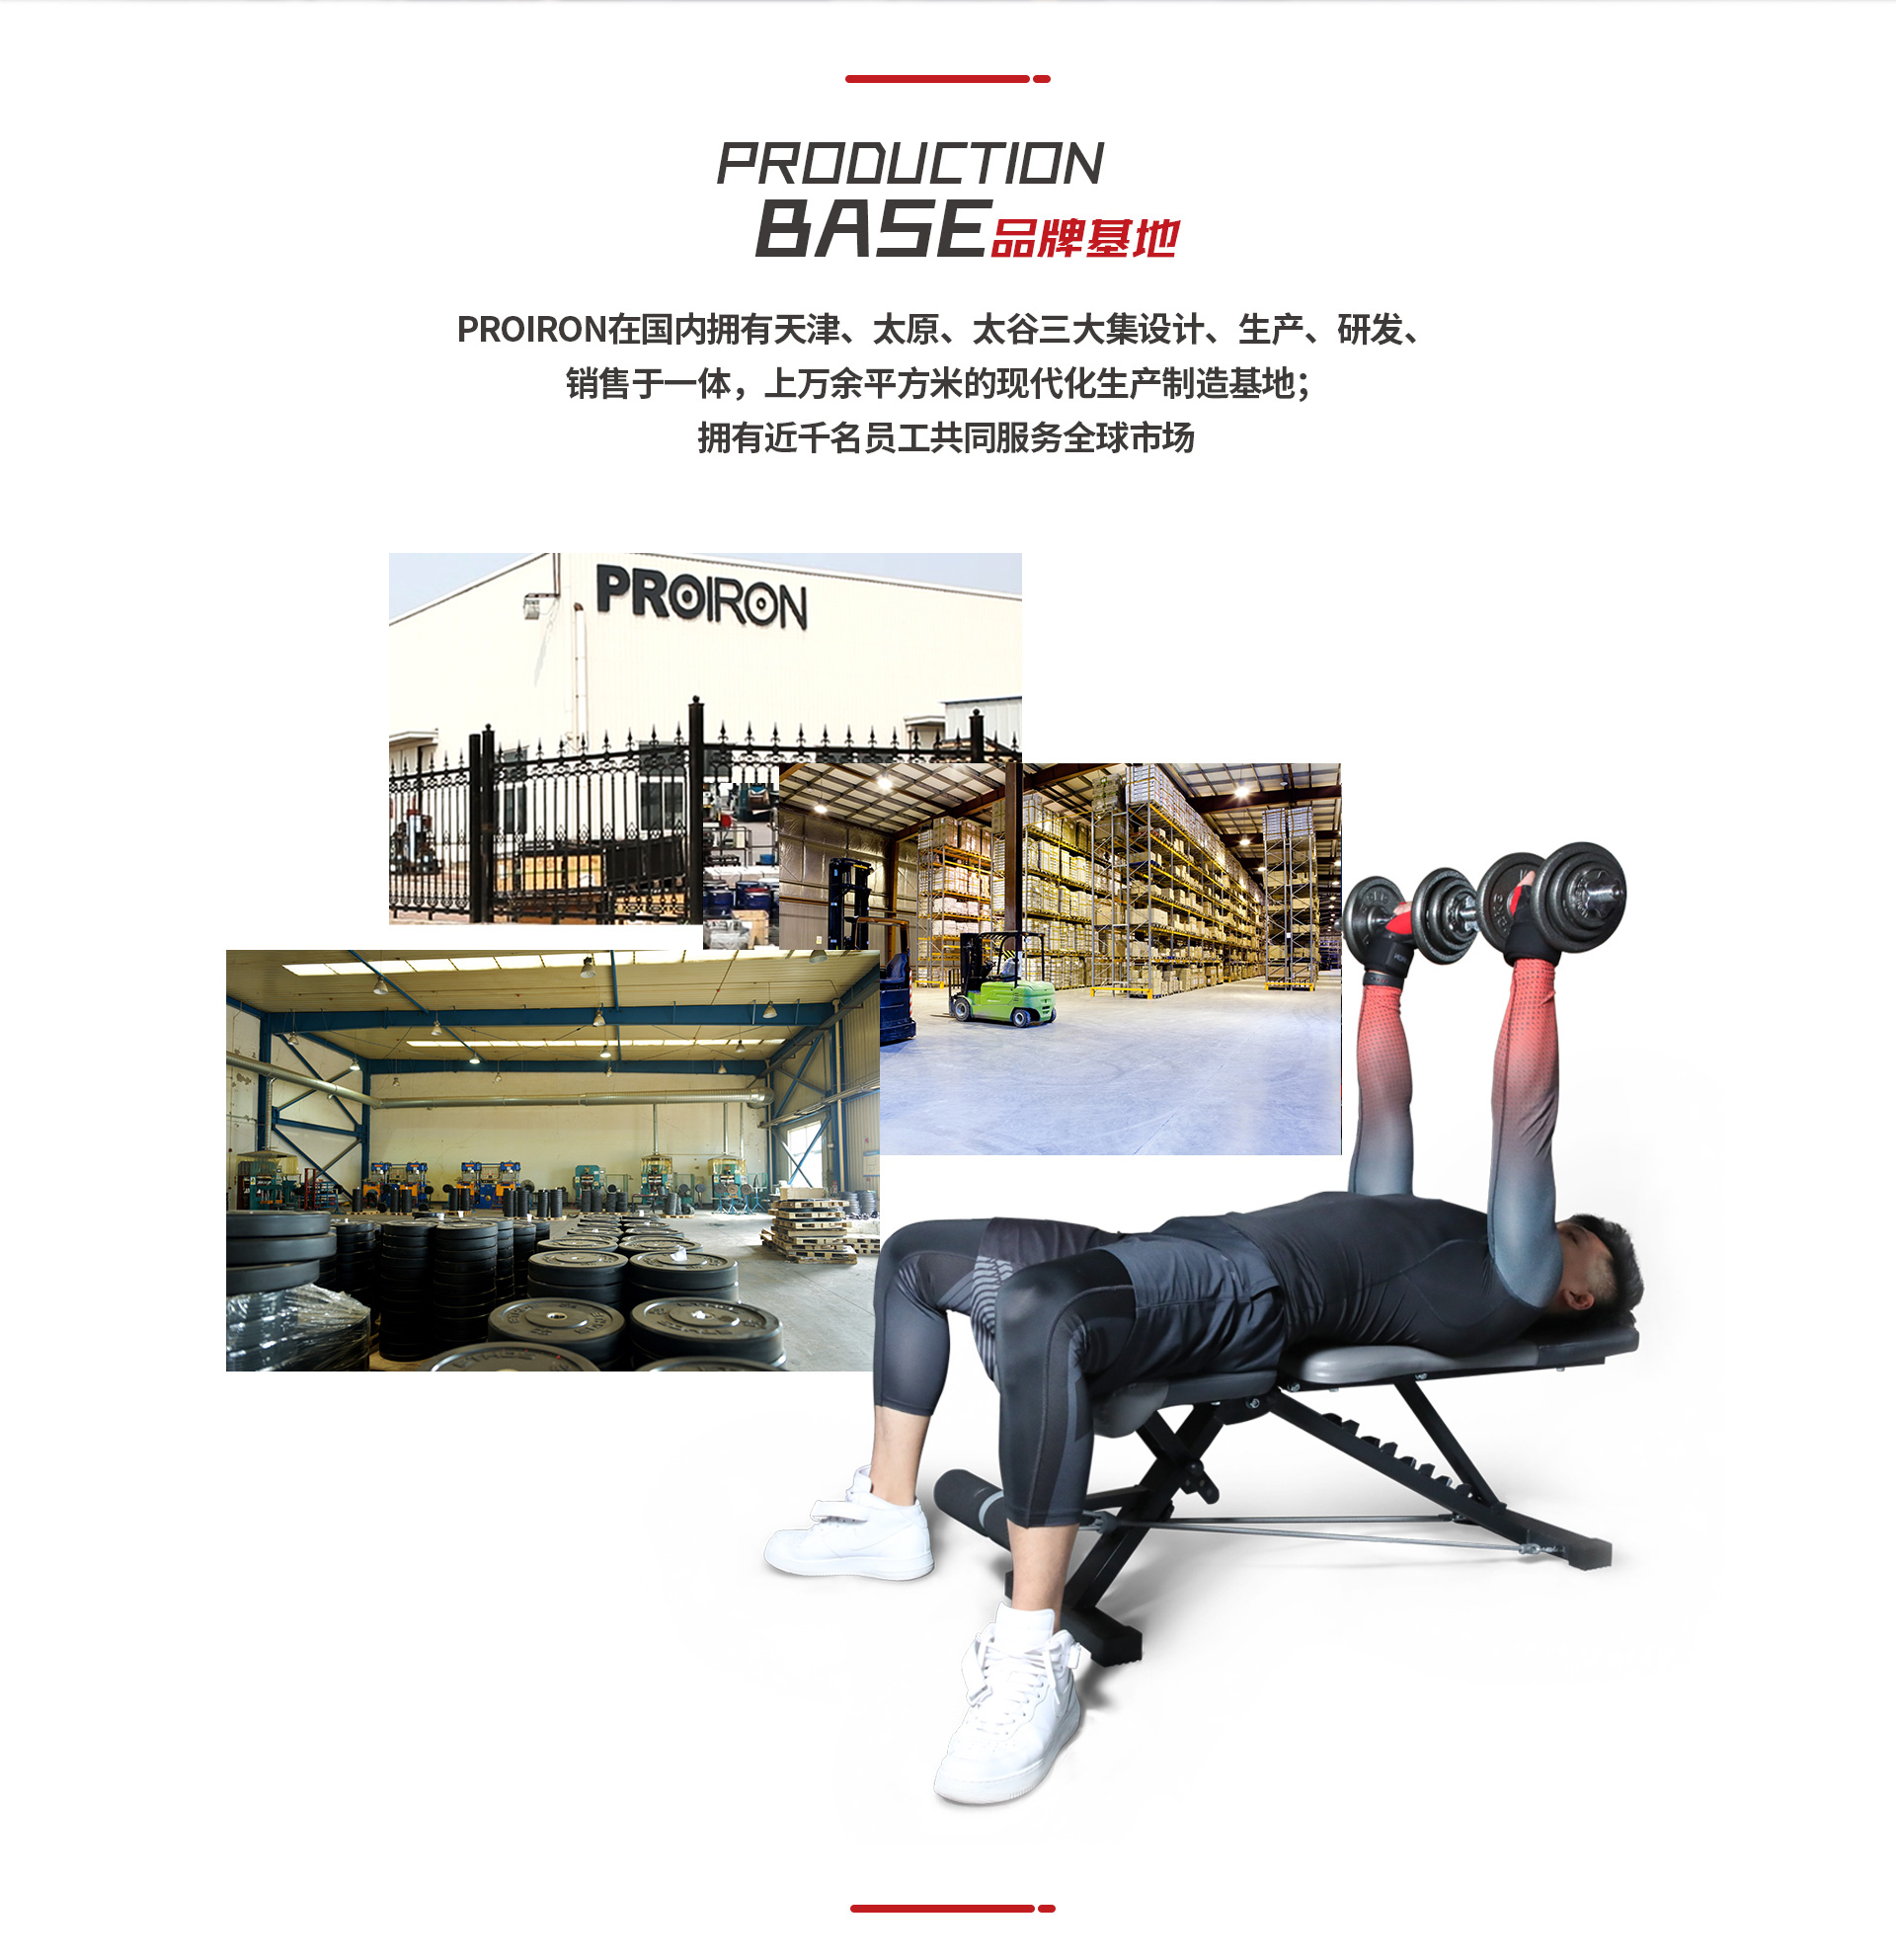 PRODUCTION
BASE品牌基地
PROIRON在国内拥有天津、太原、太谷三大集设计、生产、研发、
销售于一体，上万余平方米的现代化生产制造基地；
拥有近千名员工共同服务全球市场
PROIRON